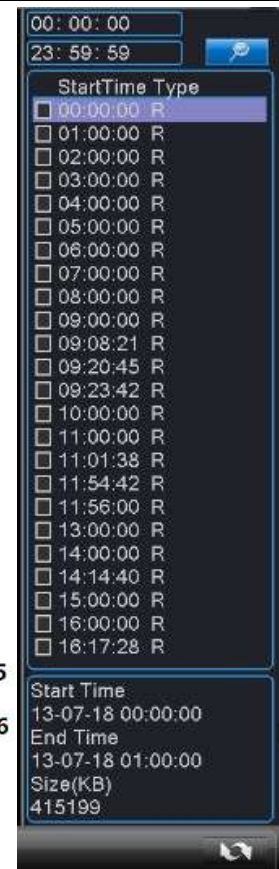 00: 00: 00
23: 59: 59
StartTime Type
00:00:00 R
01:00:00 R
02:00:00 R
03:00:00 R
04:00:00 R
05:00:00 R
06:00:00 R
07:00:00 R
08:00:00 R
09:00:00 R
09:08:21 R
09:20:45 R
09:23:42 R
10:00:00 R
11:00:00 R
11:01:38 R
11:54:42 R
11:56:00 R
13:00:00 R
14:00:00 R
14:14:40 R
15:00:00 R
16:00:00 R
16:17:28 R
5
Start Time
13-07-18 00:00:00
6
End Time
13-07-18 01:00:00
Size(KB)
415199